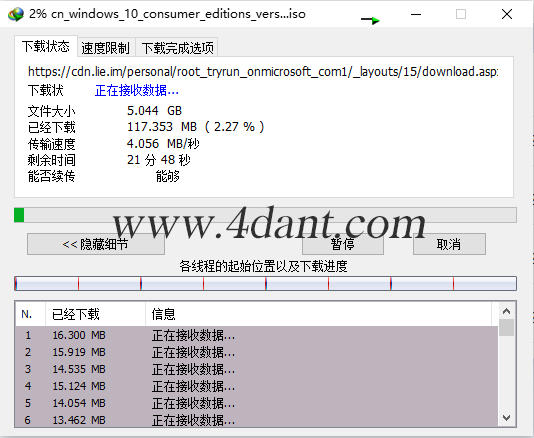 2% cn_windows_10_consumer_editions_vers...iso
下载状态 速度限制 下载完成选项
https://cdn.lie.im/personal/root_tryrun_onmicrosoft_com1/_layouts/15/download.asp
下载状 正在接收数据...
文件大小 5.044 GB
已经下载 117.353 MB ( 2.27 % )
传输速度 4.056 MB/秒
剩余时间 21 分 48 秒
能否续传 能够
www.4dant.com
<< 隐藏细节 暂停 取消
各线程的起始位置以及下载进度
N. 已经下载 信息
1 16.300 MB 正在接收数据...
2 15.919 MB 正在接收数据...
3 14.535 MB 正在接收数据...
4 15.124 MB 正在接收数据...
5 14.054 MB 正在接收数据...
6 13.462 MB 正在接收数据...